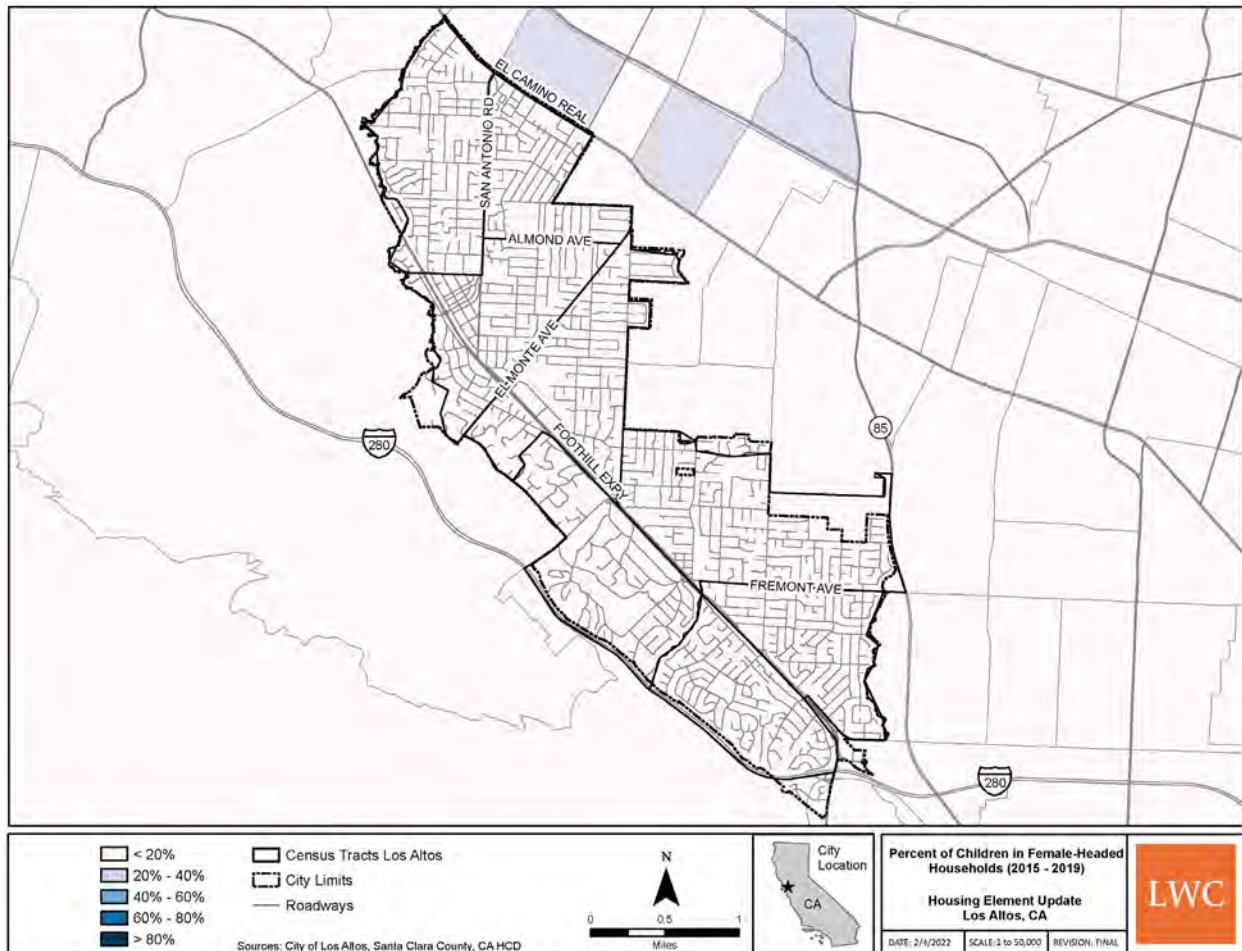 EL CAMINO REAL
SAN ANTONIO RD
ALMOND AVE
EL MONTE AVE
85
280
FOOTHILL EXPY
FREMONT AVE
280
< 20%
20% - 40%
40% - 60%
60% - 80%
> 80%
Census Tracts Los Altos
City Limits
Roadways
Sources: City of Los Altos, Santa Clara County, CA HCD
N
0 0.5 1
Miles
City
Location
CA
Percent of Children in Female-Headed
Households (2015 - 2019)
Housing Element Update
Los Altos, CA
DATE: 2/4/2022 SCALE:1 to 50,000 REVISION: FINAL
LWC